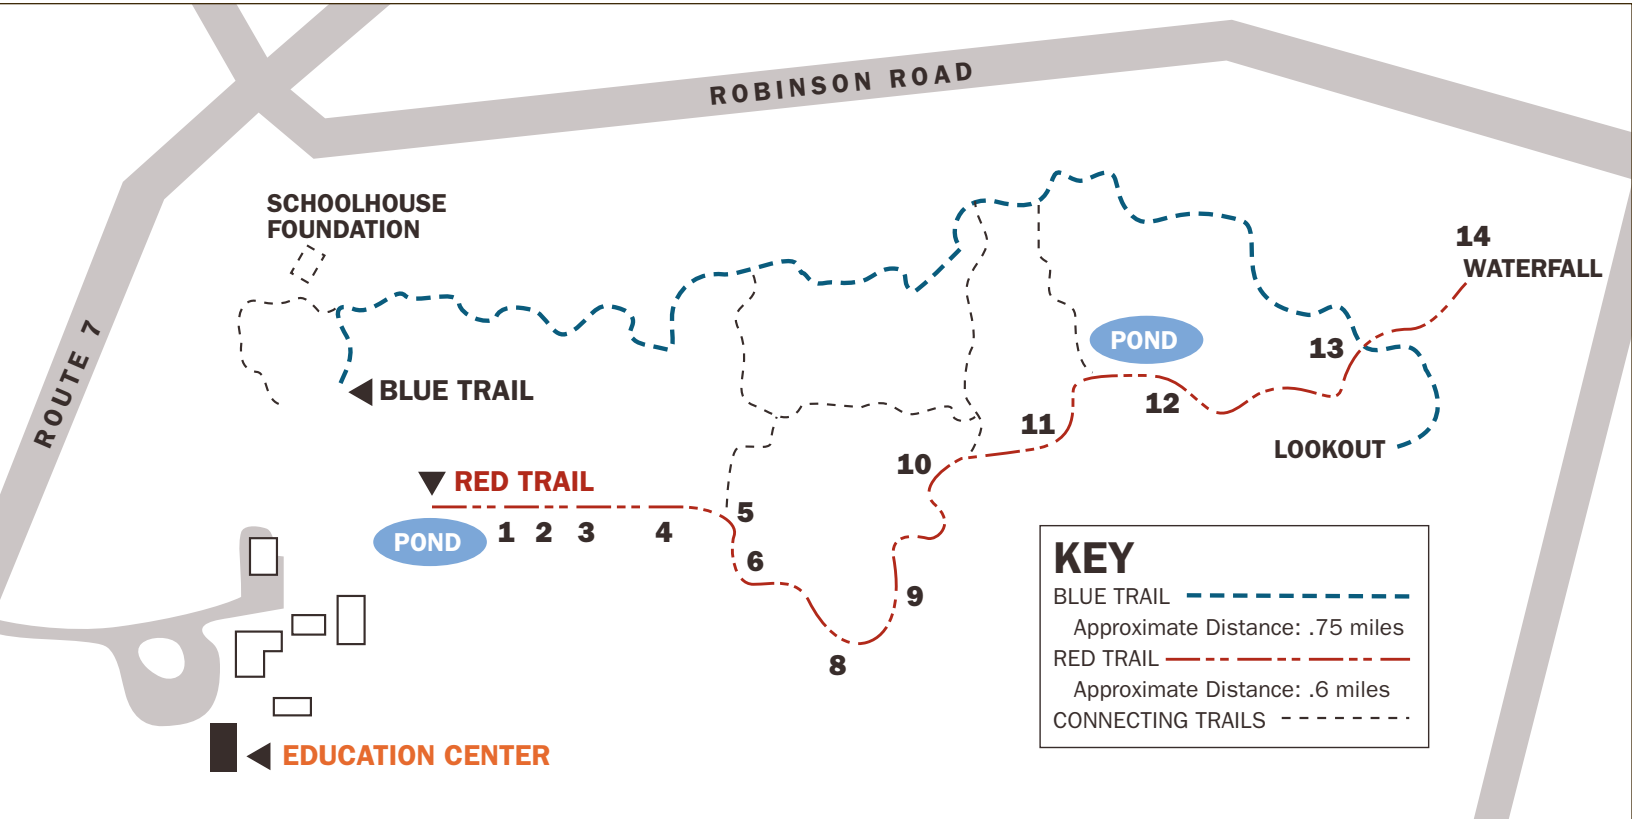 ROBINSON ROAD
SCHOOLHOUSE
FOUNDATION
14
WATERFALL
ROUTE 7
POND
13
BLUE TRAIL
12
11
LOOKOUT
10
RED TRAIL
5
POND
1 2 3 4
6
9
8
KEY
BLUE TRAIL
Approximate Distance: .75 miles
RED TRAIL
Approximate Distance: .6 miles
CONNECTING TRAILS
EDUCATION CENTER